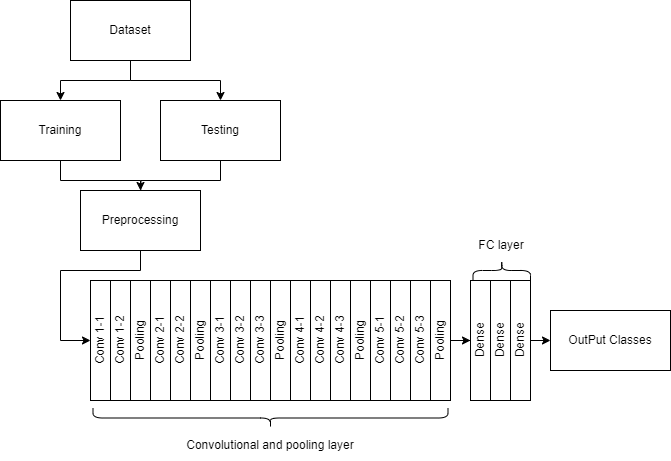 Dataset
Training
Testing
Preprocessing
FC layer
Conv 1-1
Conv 1-2
Pooling
Conv 2-1
Conv 2-2
Pooling
Conv 3-1
Conv 3-2
Conv 3-3
Pooling
Conv 4-1
Conv 4-2
Conv 4-3
Pooling
Conv 5-1
Conv 5-2
Conv 5-3
Pooling
Dense
Dense
Dense
OutPut Classes
Convolutional and pooling layer